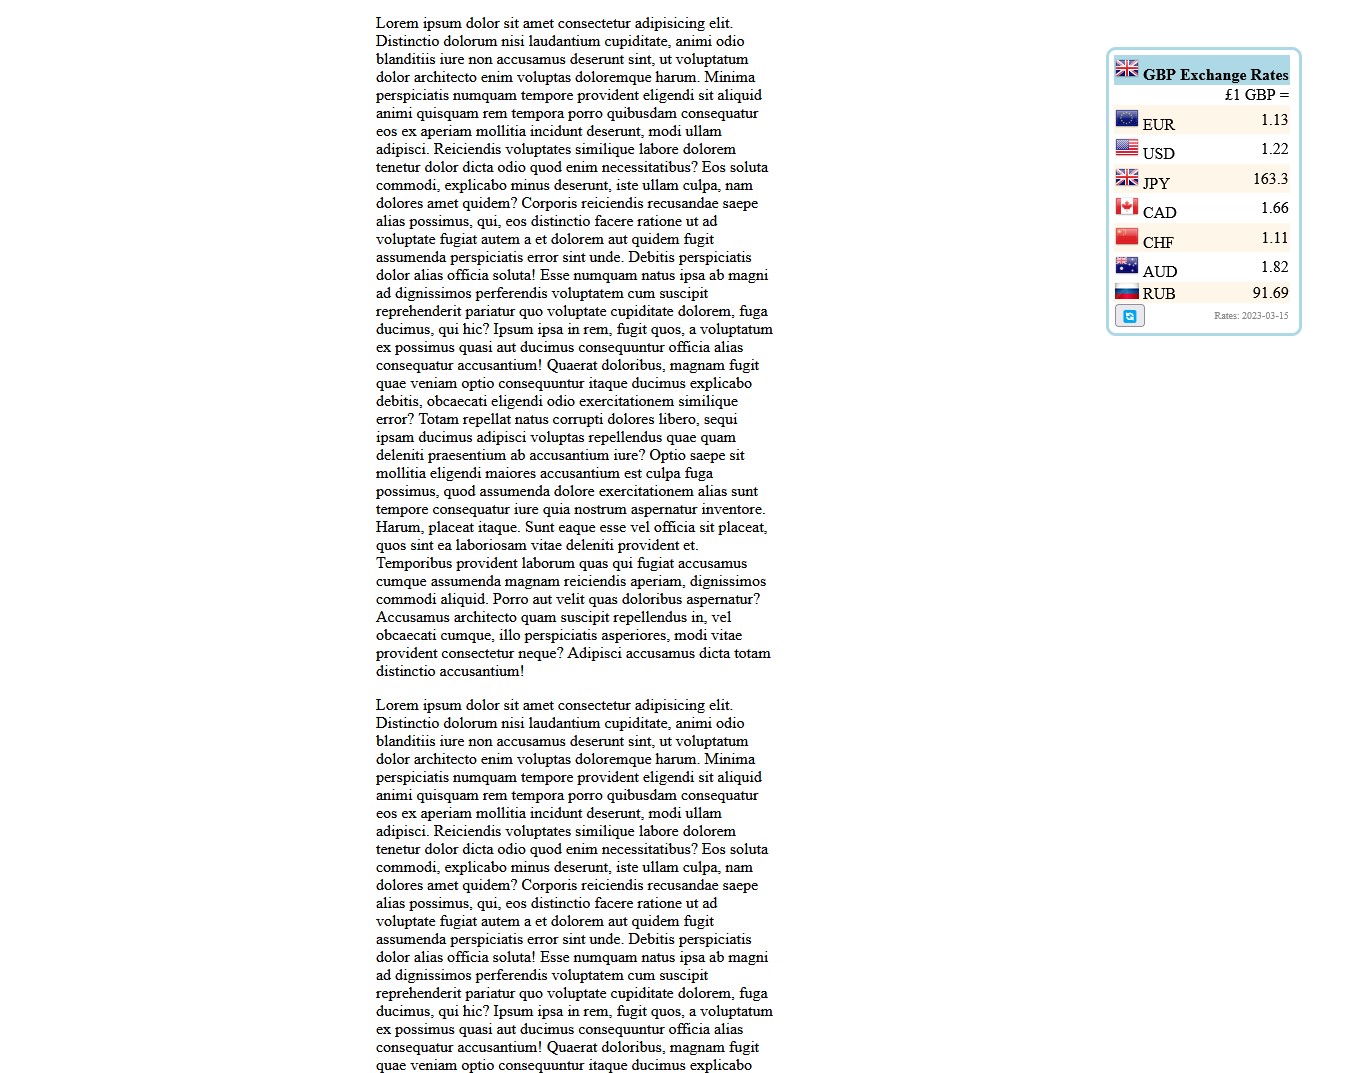 Lorem ipsum dolor sit amet consectetur adipisicing elit.
Distinctio dolorum nisi laudantium cupiditate, animi odio
blanditiis iure non accusamus deserunt sint, ut voluptatum
dolor architecto enim voluptas doloremque harum. Minima
perspiciatis numquam tempore provident eligendi sit aliquid
animi quisquam rem tempora porro quibusdam consequatur
eos ex aperiam mollitia incidunt deserunt, modi ullam
adipisci. Reiciendis voluptates similique labore dolorem
tenetur dolor dicta odio quod enim necessitatibus? Eos soluta
commodi, explicabo minus deserunt, iste ullam culpa, nam
dolores amet quidem? Corporis reiciendis recusandae saepe
alias possimus, qui, eos distinctio facere ratione ut ad
voluptate fugiat autem a et dolorem aut quidem fugit
assumenda perspiciatis error sint unde. Debitis perspiciatis
dolor alias officia soluta! Esse numquam natus ipsa ab magni
ad dignissimos perferendis voluptatem cum suscipit
reprehenderit pariatur quo voluptate cupiditate dolorem, fuga
ducimus, qui hic? Ipsum ipsa in rem, fugit quos, a voluptatum
ex possimus quasi aut ducimus consequuntur officia alias
consequatur accusantium! Quaerat doloribus, magnam fugit
quae veniam optio consequuntur itaque ducimus explicabo
debitis, obcaecati eligendi odio exercitationem similique
error? Totam repellat natus corrupti dolores libero, sequi
ipsam ducimus adipisci voluptas repellendus quae quam
deleniti praesentium ab accusantium iure? Optio saepe sit
mollitia eligendi maiores accusantium est culpa fuga
possimus, quod assumenda dolore exercitationem alias sunt
tempore consequatur iure quia nostrum aspernatur inventore.
Harum, placeat itaque. Sunt eaque esse vel officia sit placeat,
quos sint ea laboriosam vitae deleniti provident et.
Temporibus provident laborum quas qui fugiat accusamus
cumque assumenda magnam reiciendis aperiam, dignissimos
commodi aliquid. Porro aut velit quas doloribus aspernatur?
Accusamus architecto quam suscipit repellendus in, vel
obcaecati cumque, illo perspiciatis asperiores, modi vitae
provident consectetur neque? Adipisci accusamus dicta totam
distinctio accusantium!
Lorem ipsum dolor sit amet consectetur adipisicing elit.
Distinctio dolorum nisi laudantium cupiditate, animi odio
blanditiis iure non accusamus deserunt sint, ut voluptatum
dolor architecto enim voluptas doloremque harum. Minima
perspiciatis numquam tempore provident eligendi sit aliquid
animi quisquam rem tempora porro quibusdam consequatur
eos ex aperiam mollitia incidunt deserunt, modi ullam
adipisci. Reiciendis voluptates similique labore dolorem
tenetur dolor dicta odio quod enim necessitatibus? Eos soluta
commodi, explicabo minus deserunt, iste ullam culpa, nam
dolores amet quidem? Corporis reiciendis recusandae saepe
alias possimus, qui, eos distinctio facere ratione ut ad
voluptate fugiat autem a et dolorem aut quidem fugit
assumenda perspiciatis error sint unde. Debitis perspiciatis
dolor alias officia soluta! Esse numquam natus ipsa ab magni
ad dignissimos perferendis voluptatem cum suscipit
reprehenderit pariatur quo voluptate cupiditate dolorem, fuga
ducimus, qui hic? Ipsum ipsa in rem, fugit quos, a voluptatum
ex possimus quasi aut ducimus consequuntur officia alias
consequatur accusantium! Quaerat doloribus, magnam fugit
quae veniam optio consequuntur itaque ducimus explicabo
GBP Exchange Rates
£1 GBP =
EUR 1.13
USD 1.22
JPY 163.3
CAD 1.66
CHF 1.11
AUD 1.82
RUB 91.69
Rates: 2023-03-15